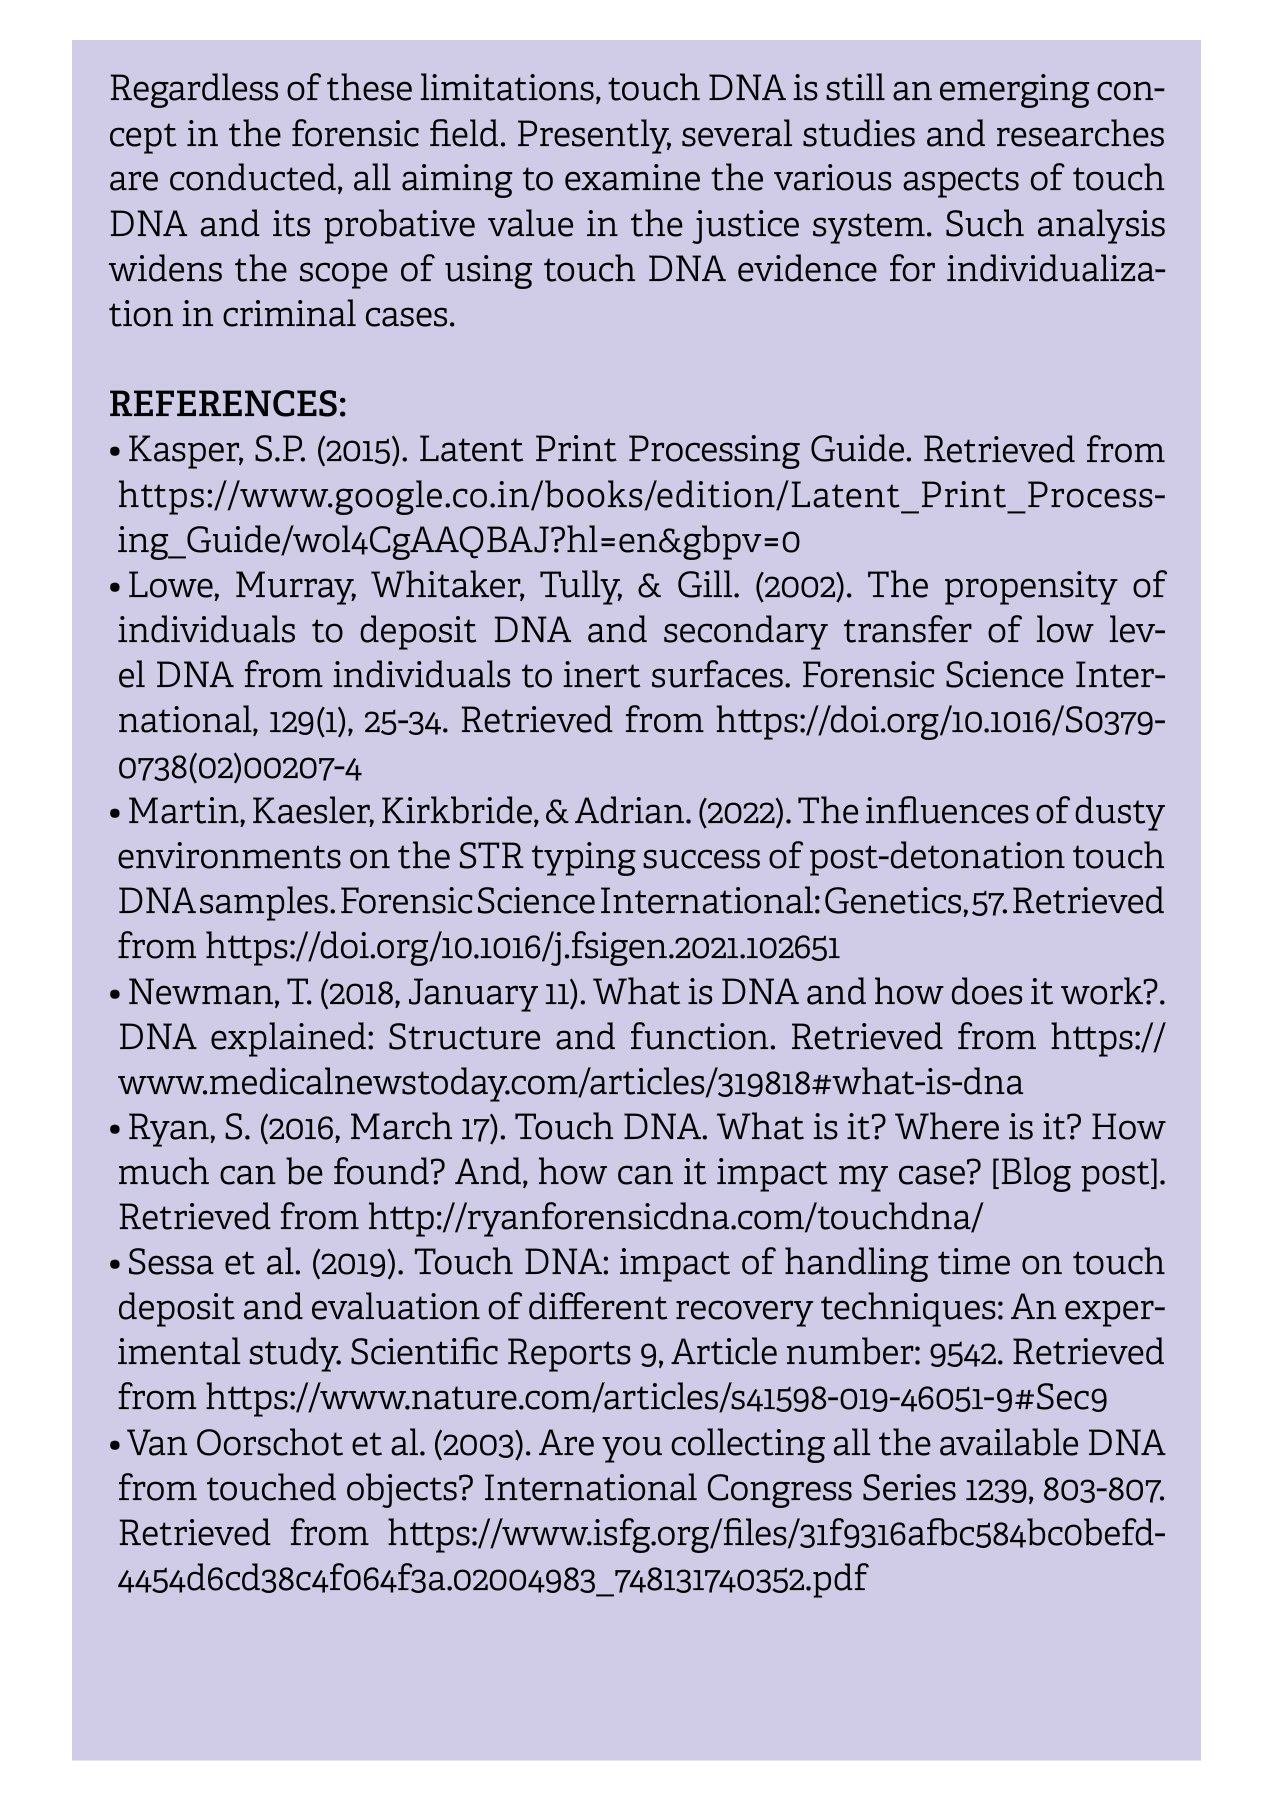 Regardless of these limitations, touch DNA is still an emerging con-
cept in the forensic field. Presently, several studies and researches
are conducted, all aiming to examine the various aspects of touch
DNA and its probative value in the justice system. Such analysis
widens the scope of using touch DNA evidence for individualiza-
tion in criminal cases.
REFERENCES:
• Kasper, S.P. (2015). Latent Print Processing Guide. Retrieved from
https://www.google.co.in/books/edition/Latent_Print_Process-
ing_Guide/wol4CgAAQBAJ?hl=en&gbpv=0
• Lowe, Murray, Whitaker, Tully, & Gill. (2002). The propensity of
individuals to deposit DNA and secondary transfer of low lev-
el DNA from individuals to inert surfaces. Forensic Science Inter-
national, 129(1), 25-34. Retrieved from https://doi.org/10.1016/S0379-
0738(02)00207-4
• Martin, Kaesler, Kirkbride, & Adrian. (2022). The influences of dusty
environments on the STR typing success of post-detonation touch
DNA samples. Forensic Science International: Genetics, 57. Retrieved
from https://doi.org/10.1016/j.fsigen.2021.102651
• Newman, T. (2018, January 11). What is DNA and how does it work?.
DNA explained: Structure and function. Retrieved from https://
www.medicalnewstoday.com/articles/319818#what-is-dna
• Ryan, S. (2016, March 17). Touch DNA. What is it? Where is it? How
much can be found? And, how can it impact my case? [Blog post].
Retrieved from http://ryanforensicdna.com/touchdna/
• Sessa et al. (2019). Touch DNA: impact of handling time on touch
deposit and evaluation of different recovery techniques: An exper-
imental study. Scientific Reports 9, Article number: 9542. Retrieved
from https://www.nature.com/articles/s41598-019-46051-9#Sec9
• Van Oorschot et al. (2003). Are you collecting all the available DNA
from touched objects? International Congress Series 1239, 803-807.
Retrieved from https://www.isfg.org/files/31f9316afbc584bc0befd-
4454d6cd38c4f064f3a.02004983_748131740352.pdf